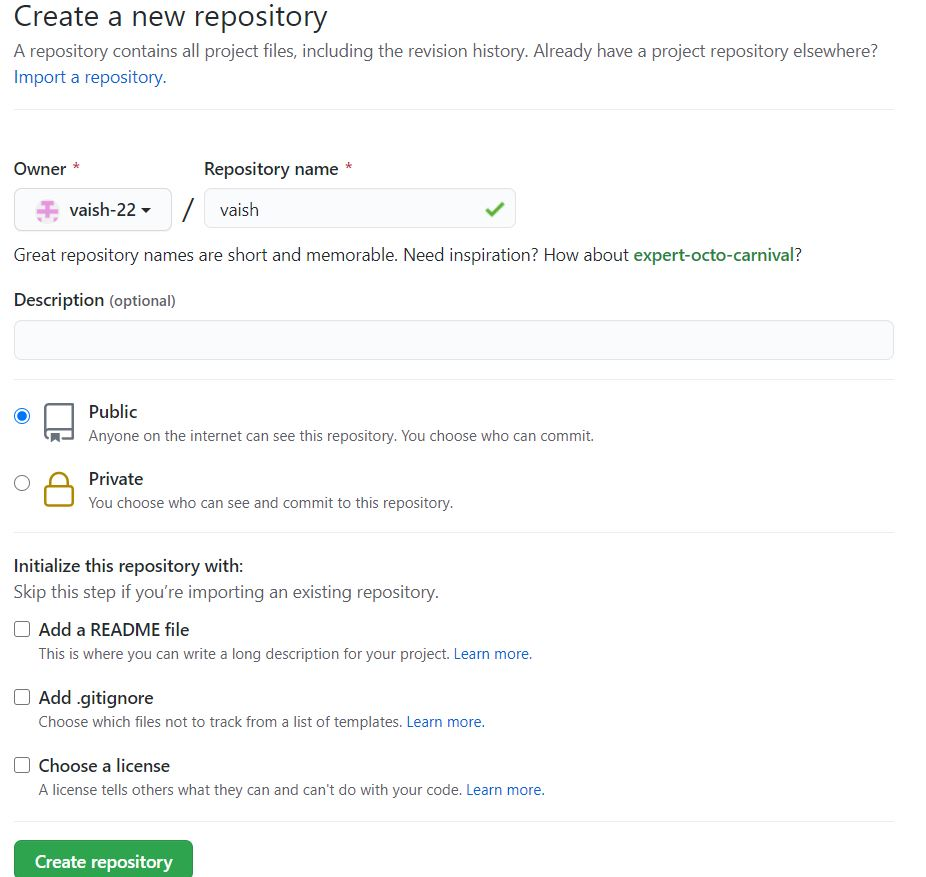 Create a new repository
A repository contains all project files, including the revision history. Already have a project repository elsewhere?
Import a repository.
Owner * Repository name *
vaish-22 / vaish
Great repository names are short and memorable. Need inspiration? How about expert-octo-carnival?
Description (optional)
Public
Anyone on the internet can see this repository. You choose who can commit.
Private
You choose who can see and commit to this repository.
Initialize this repository with:
Skip this step if you’re importing an existing repository.
Add a README file
This is where you can write a long description for your project. Learn more.
Add .gitignore
Choose which files not to track from a list of templates. Learn more.
Choose a license
A license tells others what they can and can't do with your code. Learn more.
Create repository